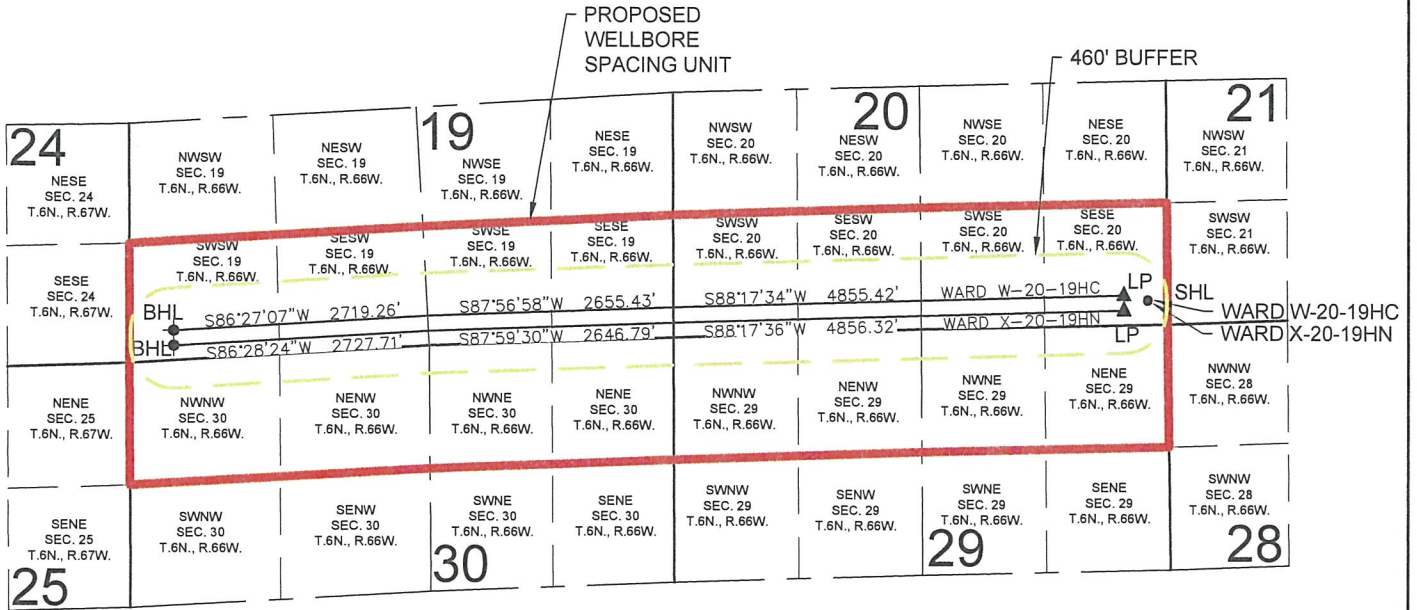 PROPOSED
WELLBORE
SPACING UNIT
460' BUFFER
24
19
20
21
NESE
SEC. 24
T.6N., R.67W.
NWSW
SEC. 19
T.6N., R.66W.
NESW
SEC. 19
T.6N., R.66W.
NWSE
SEC. 19
T.6N., R.66W.
NESE
SEC. 19
T.6N., R.66W.
NWSW
SEC. 20
T.6N., R.66W.
NESW
SEC. 20
T.6N., R.66W.
NWSE
SEC. 20
T.6N., R.66W.
NESE
SEC. 20
T.6N., R.66W.
NWSW
SEC. 21
T.6N., R.66W.
SESE
SEC. 24
T.6N., R.67W.
SWSW
SEC. 19
T.6N., R.66W.
SESW
SEC. 19
T.6N., R.66W.
SWSE
SEC. 19
T.6N., R.66W.
SESE
SEC. 19
T.6N., R.66W.
SWSW
SEC. 20
T.6N., R.66W.
SESW
SEC. 20
T.6N., R.66W.
SWSE
SEC. 20
T.6N., R.66W.
SESE
SEC. 20
T.6N., R.66W.
SWSW
SEC. 21
T.6N., R.66W.
BHL
S86°27'07"W 2719.26'
S87°56'58"W 2655.43'
S88°17'34"W 4855.42'
WARD W-20-19HC
LP
SHL
WARD W-20-19HC
BHL
S86°28'24"W 2727.71'
S87°59'30"W 2646.79'
S88°17'36"W 4856.32'
WARD X-20-19HN
LP
WARD X-20-19HN
NENE
SEC. 25
T.6N., R.67W.
NWNW
SEC. 30
T.6N., R.66W.
NENW
SEC. 30
T.6N., R.66W.
NWNE
SEC. 30
T.6N., R.66W.
NENE
SEC. 30
T.6N., R.66W.
NWNW
SEC. 29
T.6N., R.66W.
NENW
SEC. 29
T.6N., R.66W.
NWNE
SEC. 29
T.6N., R.66W.
NENE
SEC. 29
T.6N., R.66W.
NWNW
SEC. 28
T.6N., R.66W.
SENE
SEC. 25
T.6N., R.67W.
SWNW
SEC. 30
T.6N., R.66W.
SENW
SEC. 30
T.6N., R.66W.
SWNE
SEC. 30
T.6N., R.66W.
SENE
SEC. 30
T.6N., R.66W.
SWNW
SEC. 29
T.6N., R.66W.
SENW
SEC. 29
T.6N., R.66W.
SWNE
SEC. 29
T.6N., R.66W.
SENE
SEC. 29
T.6N., R.66W.
SWNW
SEC. 28
T.6N., R.66W.
25
30
29
28